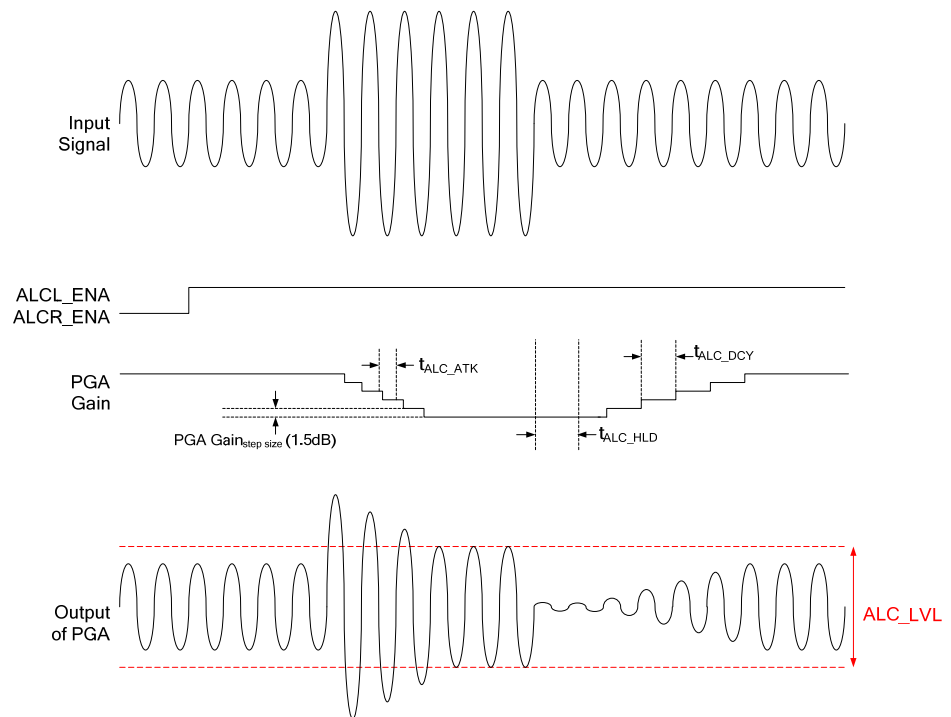 Input
Signal
ALCL_ENA
ALCR_ENA
PGA
Gain
tALC_ATK
tALC_DCY
PGA Gainstep size (1.5dB)
tALC_HLD
Output
of PGA
ALC_LVL